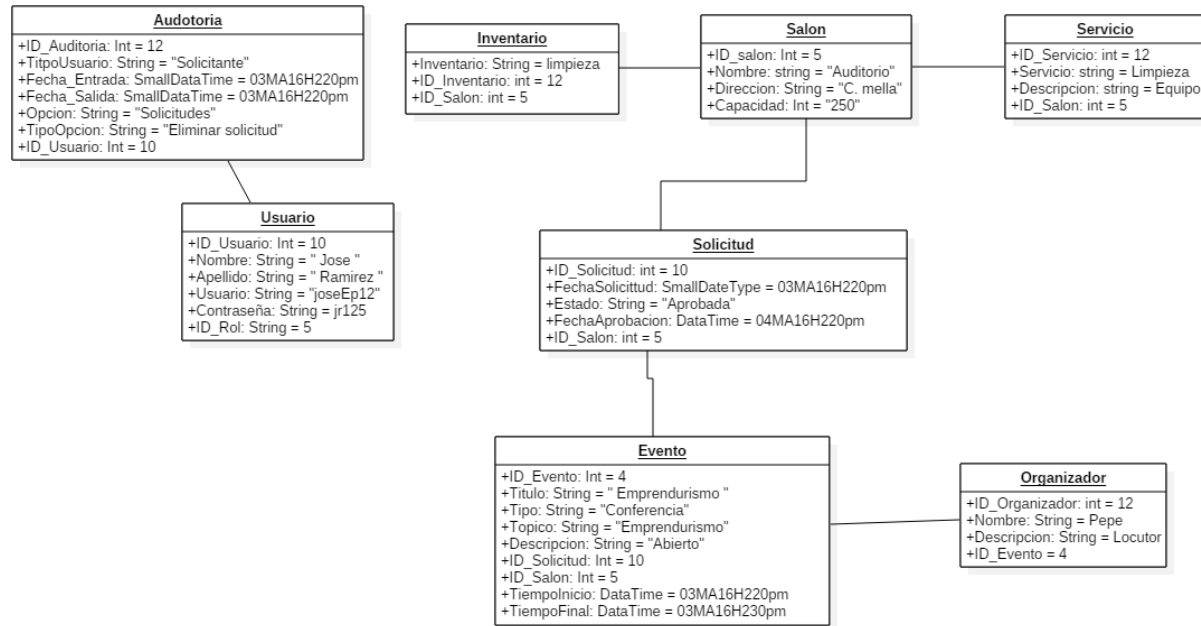 Audotoria
+ID_Auditoria: Int = 12
+TitpoUsuario: String = "Solicitante"
+Fecha_Entrada: SmallDataTime = 03MA16H220pm
+Fecha_Salida: SmallDataTime = 03MA16H220pm
+Opcion: String = "Solicitudes"
+TipoOpcion: String = "Eliminar solicitud"
+ID_Usuario: Int = 10
Inventario
+Inventario: String = limpieza
+ID_Inventario: int = 12
+ID_Salon: int = 5
Salon
+ID_salon: Int = 5
+Nombre: string = "Auditorio"
+Direccion: String = "C. mella"
+Capacidad: Int = "250"
Servicio
+ID_Servicio: int = 12
+Servicio: string = Limpieza
+Descripcion: string = Equipo
+ID_Salon: int = 5
Usuario
+ID_Usuario: Int = 10
+Nombre: String = " Jose "
+Apellido: String = " Ramirez "
+Usuario: String = "joseEp12"
+Contraseña: String = jr125
+ID_Rol: String = 5
Solicitud
+ID_Solicitud: int = 10
+FechaSolicittud: SmallDateType = 03MA16H220pm
+Estado: String = "Aprobada"
+FechaAprobacion: DataTime = 04MA16H220pm
+ID_Salon: int = 5
Evento
+ID_Evento: Int = 4
+Titulo: String = " Emprendurismo "
+Tipo: String = "Conferencia"
+Topico: String = "Emprendurismo"
+Descripcion: String = "Abierto"
+ID_Solicitud: Int = 10
+ID_Salon: Int = 5
+TiempoInicio: DataTime = 03MA16H220pm
+TiempoFinal: DataTime = 03MA16H230pm
Organizador
+ID_Organizador: int = 12
+Nombre: String = Pepe
+Descripcion: String = Locutor
+ID_Evento = 4